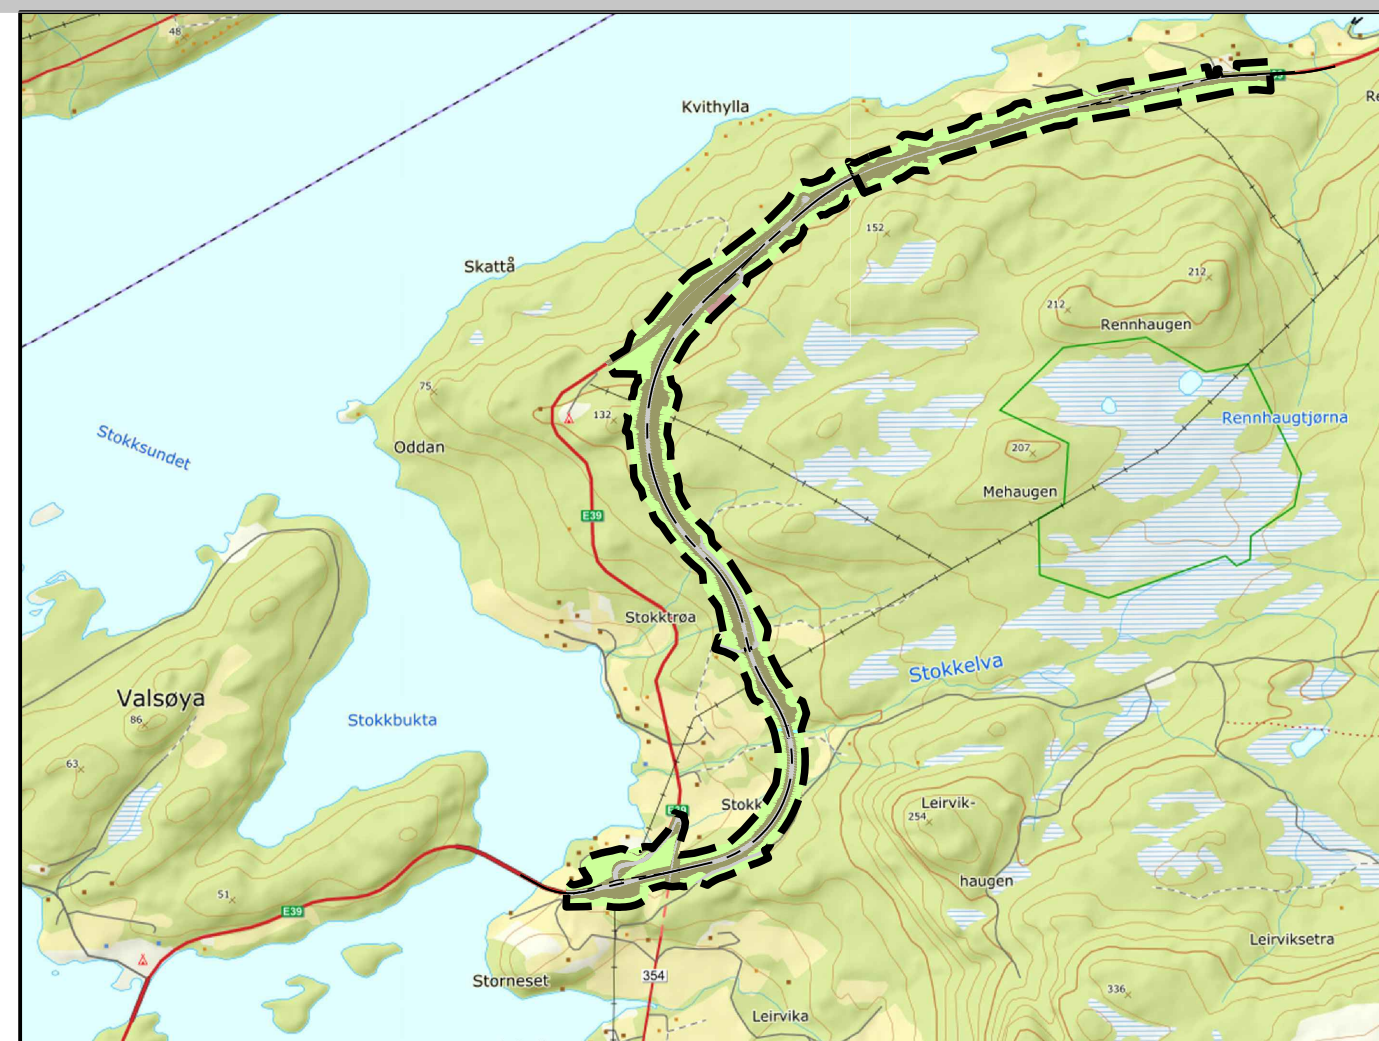 48
Kvithylla
152
Skattå
212
212
Rennhaugen
75
132
Rennhaugtjørna
Oddan
Stokksundet
207
Mehaugen
E39
Stokktrøa
Stokkelva
Valsøya
86
Stokkbukta
63
Stokk
Leirvik-
254
haugen
51
E39
Leirviksetra
Storneset
354
336
Leirvika